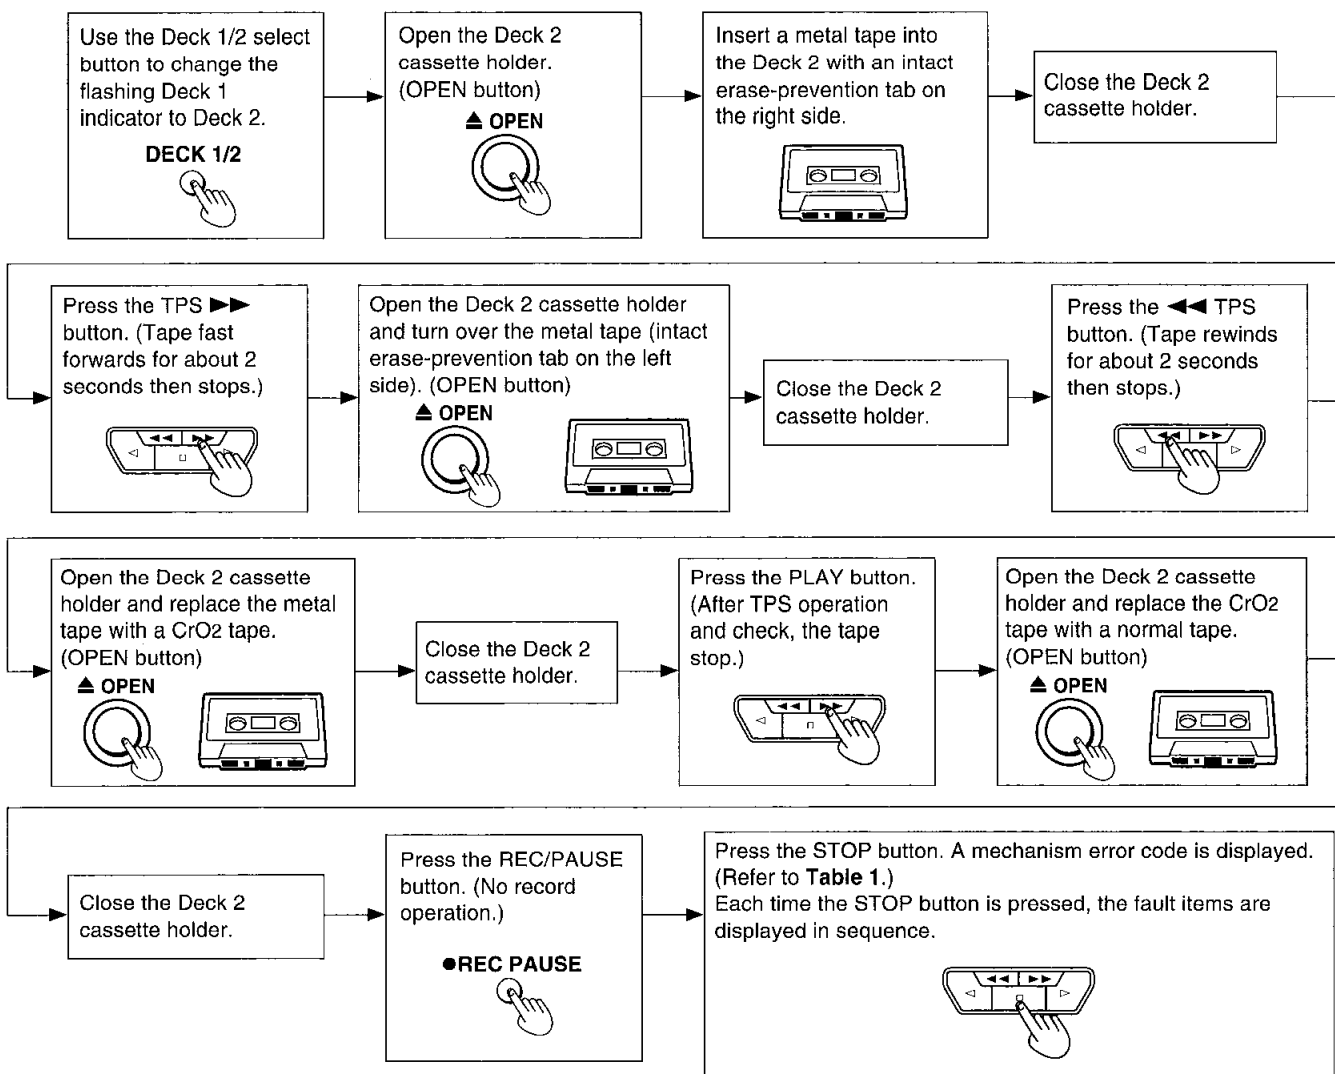 Use the Deck 1/2 select
button to change the
flashing Deck 1
indicator to Deck 2.
DECK 1/2
Open the Deck 2
cassette holder.
(OPEN button)
≜ OPEN
Insert a metal tape into
the Deck 2 with an intact
erase-prevention tab on
the right side.
Close the Deck 2
cassette holder.
Press the TPS ▶▶
button. (Tape fast
forwards for about 2
seconds then stops.)
Open the Deck 2 cassette holder
and turn over the metal tape (intact
erase-prevention tab on the left
side). (OPEN button)
≜ OPEN
Close the Deck 2
cassette holder.
Press the ◀◀ TPS
button. (Tape rewinds
for about 2 seconds
then stops.)
Open the Deck 2 cassette
holder and replace the metal
tape with a CrO2 tape.
(OPEN button)
≜ OPEN
Close the Deck 2
cassette holder.
Press the PLAY button.
(After TPS operation
and check, the tape
stop.)
Open the Deck 2 cassette
holder and replace the CrO2
tape with a normal tape.
(OPEN button)
≜ OPEN
Close the Deck 2
cassette holder.
Press the REC/PAUSE
button. (No record
operation.)
●REC PAUSE
Press the STOP button. A mechanism error code is displayed.
(Refer to Table 1.)
Each time the STOP button is pressed, the fault items are
displayed in sequence.